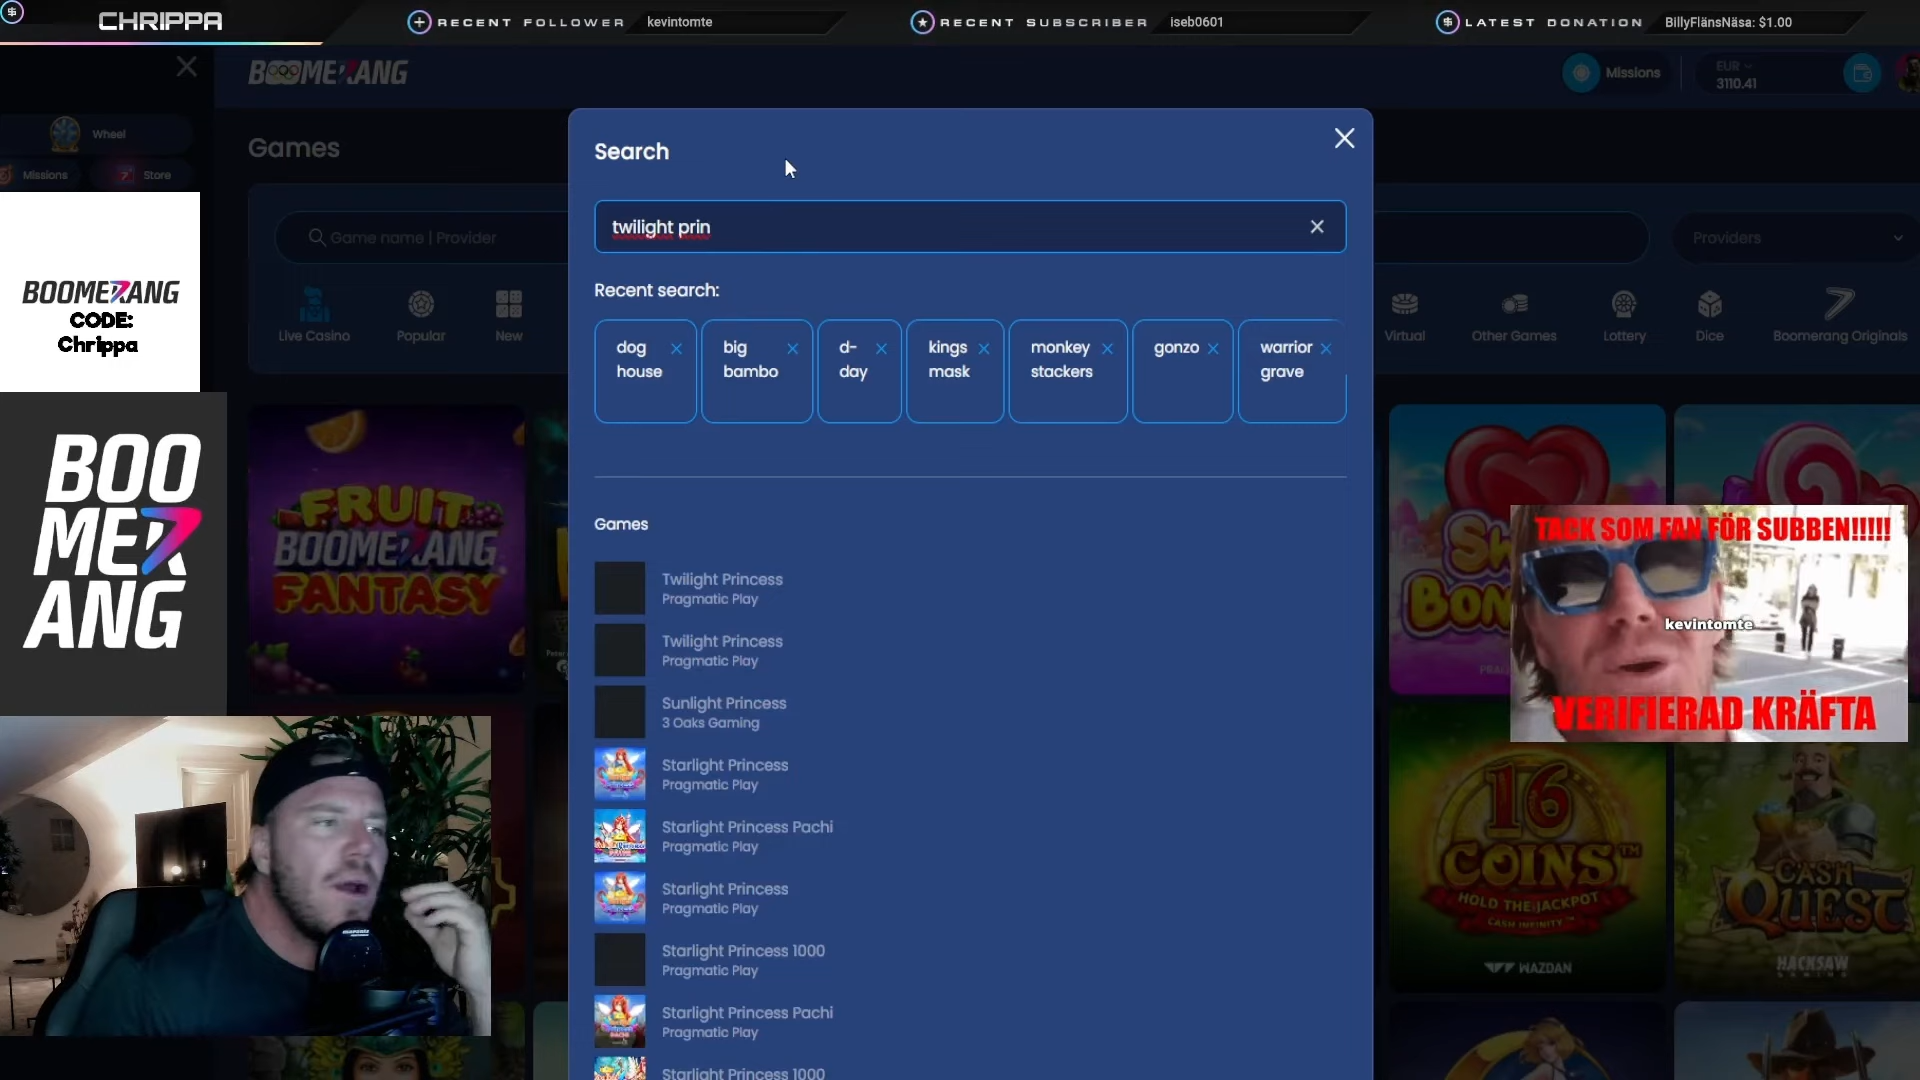 CHRIPPA
RECENT FOLLOWER
kevintomte
RECENT SUBSCRIBER
iseb0601
LATEST DONATION
BillyFlänsNäsa: $1.00
BOOMERANG
Missions
EUR
3110.41
Wheel
Missions
Store
Games
Game name | Provider
Providers
Live Casino
Popular
New
Virtual
Other Games
Lottery
Dice
Boomerang Originals
BOOMERANG
CODE:
Chrippa
BOO
MER
ANG
FRUIT
BOOMERANG
FANTASY
Search
twilight prin
Recent search:
dog
house
big
bambo
d-
day
kings
mask
monkey
stackers
gonzo
warrior
grave
Games
Twilight Princess
Pragmatic Play
Twilight Princess
Pragmatic Play
Sunlight Princess
3 Oaks Gaming
Starlight Princess
Pragmatic Play
Starlight Princess Pachi
Pragmatic Play
Starlight Princess
Pragmatic Play
Starlight Princess 1000
Pragmatic Play
Starlight Princess Pachi
Pragmatic Play
Starlight Princess 1000
TACK SOM FAN FÖR SUBBEN!!!!!
kevintomte
VERIFIERAD KRÄFTA
16
COINS™
HOLD THE JACKPOT
CASH INFINITY™
WAZDAN
CASH
QUEST
HACKSAW
GAMING